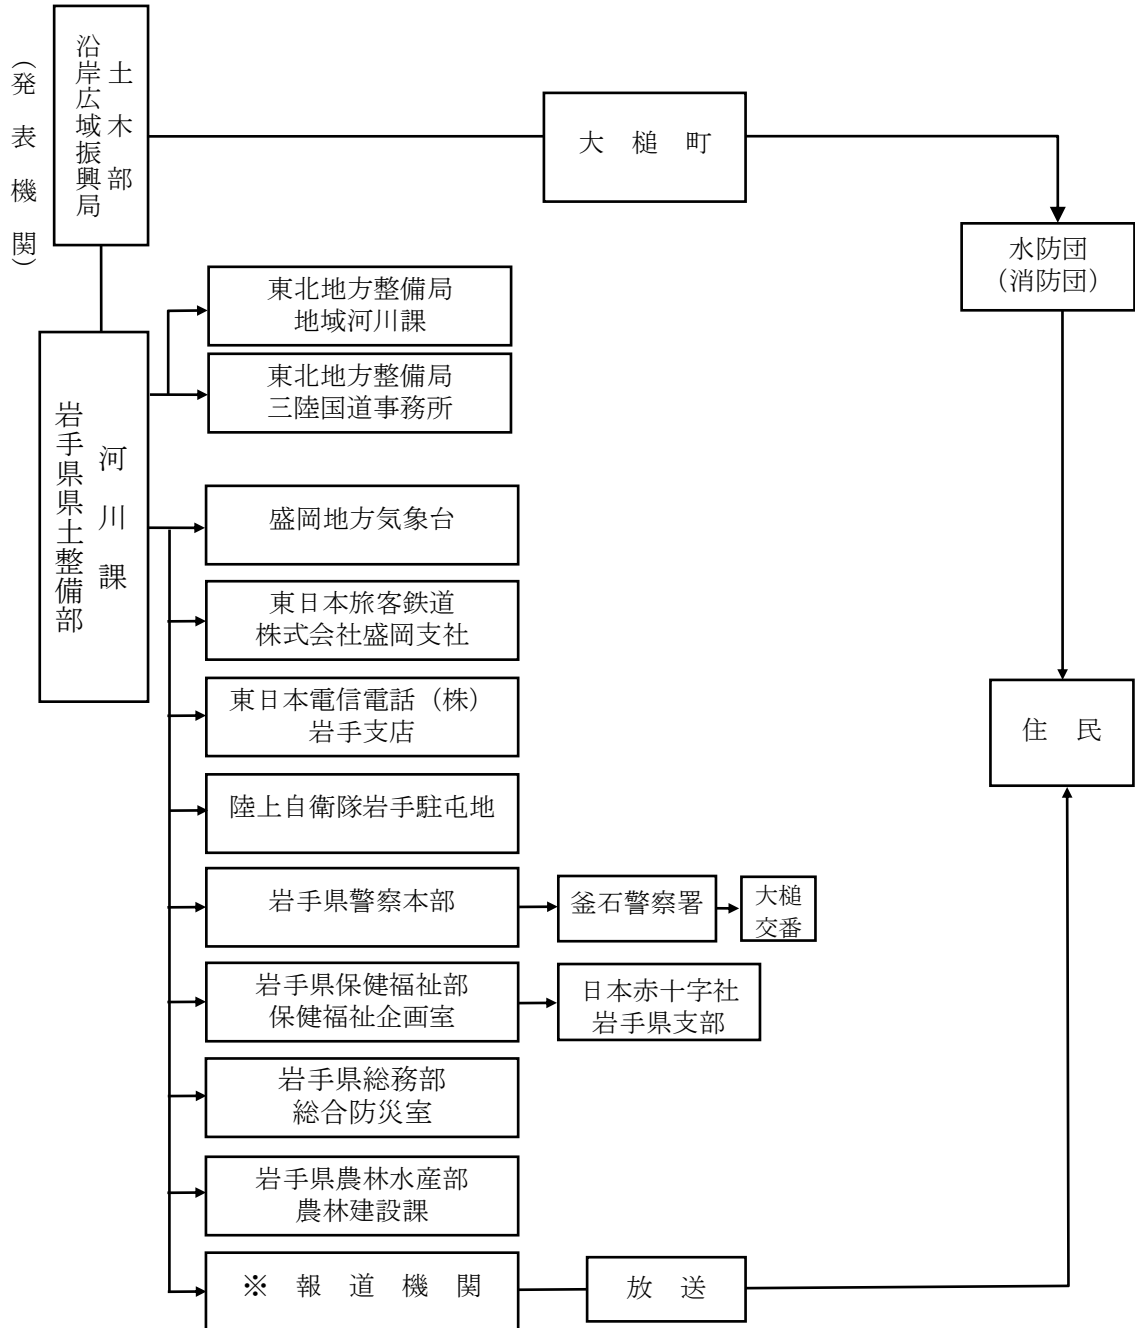 （発表機関）
沿岸広域振興局
土木部
大槌町
水防団
（消防団）
東北地方整備局
地域河川課
東北地方整備局
三陸国道事務所
岩手県県土整備部
河川課
盛岡地方気象台
東日本旅客鉄道
株式会社盛岡支社
東日本電信電話（株）
岩手支店
住民
陸上自衛隊岩手駐屯地
岩手県警察本部
釜石警察署
大槌
交番
岩手県保健福祉部
保健福祉企画室
日本赤十字社
岩手県支部
岩手県総務部
総合防災室
岩手県農林水産部
農林建設課
※報道機関
放送